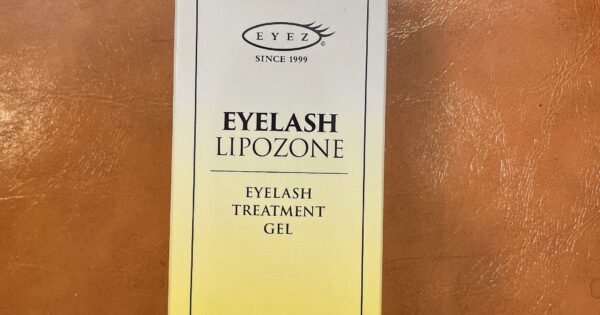 EYEZ
SINCE 1999
EYELASH
LIPOZONE
EYELASH
TREATMENT
GEL